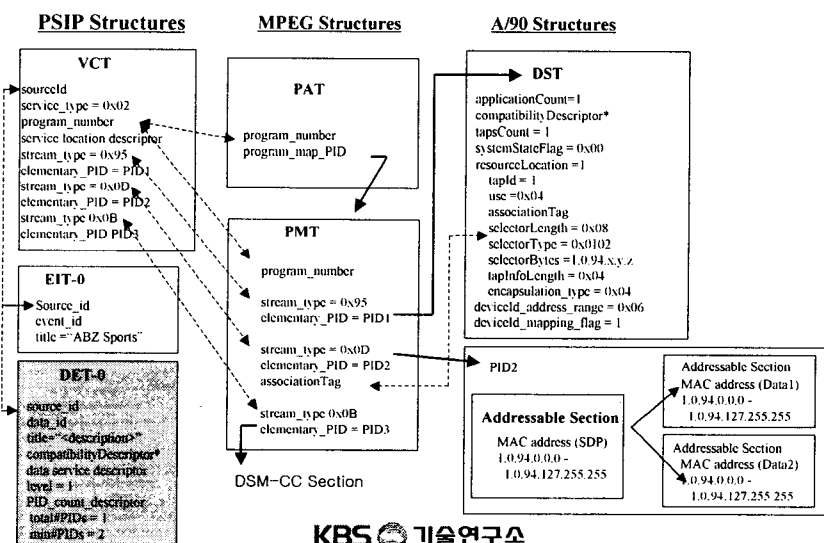 PSIP Structures
MPEG Structures
A/90 Structures
VCT
sourceId
service_type = 0x02
program_number
service location descriptor
stream_type = 0x95
elementary_PID = PID1
stream_type = 0x0D
elementary_PID = PID2
stream_type 0x0B
elementary_PID PID3
EIT-0
Source_id
event_id
title ="ABZ Sports"
DET-0
source_id
data_id
title="<description>"
compatibilityDescriptor*
data service descriptor
level = 1
PID_count_descriptor
total#PIDs = 1
min#PIDs = 2
PAT
program_number
program_map_PID
PMT
program_number
stream_type = 0x95
elementary_PID = PID1
stream_type = 0x0D
elementary_PID = PID2
associationTag
stream_type 0x0B
elementary_PID = PID3
DSM-CC Section
DST
applicationCount=1
compatibilityDescriptor*
tapsCount = 1
systemStateFlag = 0x00
resourceLocation =1
tapId = 1
use =0x04
associationTag
selectorLength = 0x08
selectorType = 0x0102
selectorBytes =1.0.94.x.y.z
tapInfoLength = 0x04
encapsulation_type = 0x04
deviceId_address_range = 0x06
deviceId_mapping_flag = 1
PID2
Addressable Section
MAC address (SDP)
1.0.94.0.0.0 -
1.0.94.127.255.255
Addressable Section
MAC address (Data1)
1.0.94.0.0.0 -
1.0.94.127.255.255
Addressable Section
MAC address (Data2)
1.0.94.0.0.0 -
1.0.94.127.255.255
KBS 기술연구소